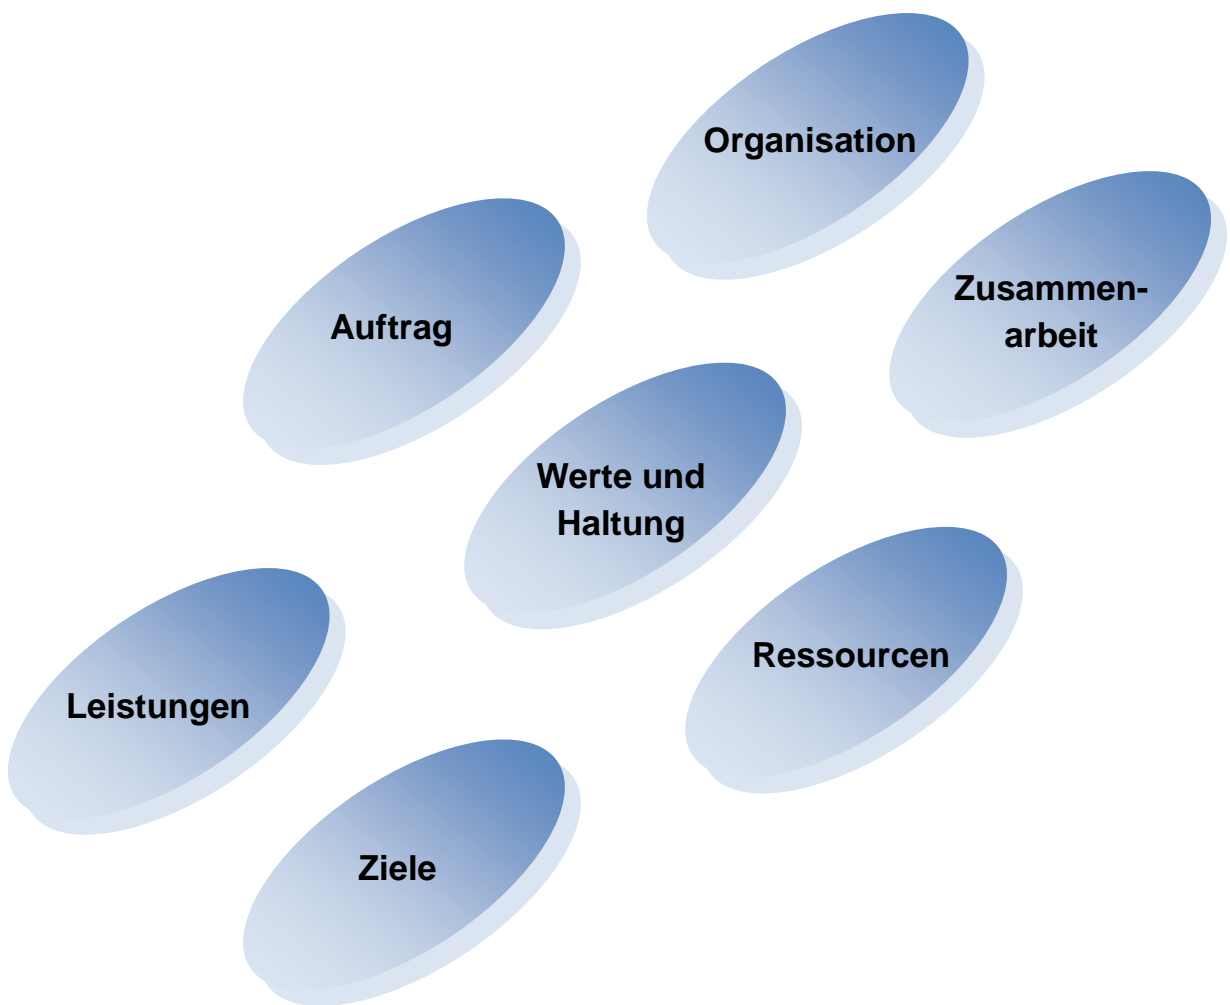 Organisation
Zusammen-
arbeit
Auftrag
Werte und
Haltung
Ressourcen
Leistungen
Ziele